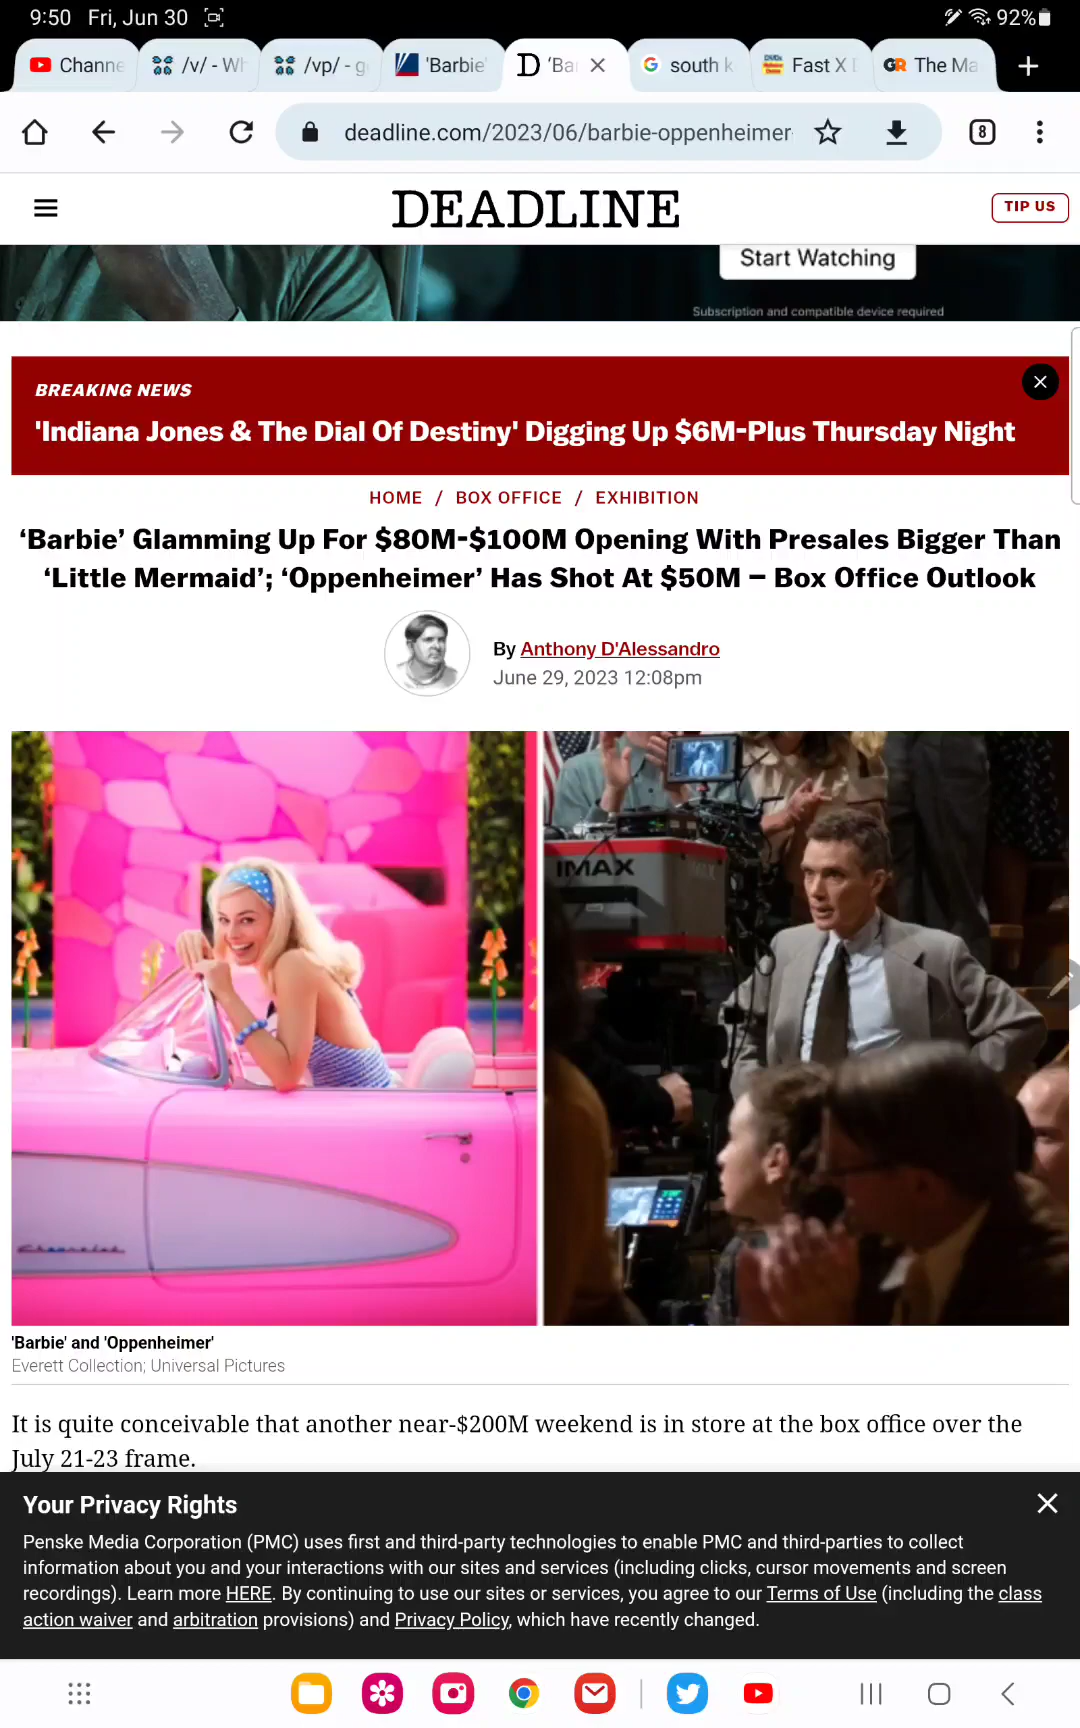 9:50 Fri, Jun 30 92%
Channe /v/ - Wh /vp/ - g 'Barbie' 'Bar south k Fast X The Ma
deadline.com/2023/06/barbie-oppenheimer 8
DEADLINE
TIP US
Start Watching
Subscription and compatible device required
BREAKING NEWS
'Indiana Jones & The Dial Of Destiny' Digging Up $6M-Plus Thursday Night
HOME / BOX OFFICE / EXHIBITION
‘Barbie’ Glamming Up For $80M-$100M Opening With Presales Bigger Than
‘Little Mermaid’; ‘Oppenheimer’ Has Shot At $50M – Box Office Outlook
By Anthony D'Alessandro
June 29, 2023 12:08pm
IMAX
Chevrolet
'Barbie' and 'Oppenheimer'
Everett Collection; Universal Pictures
It is quite conceivable that another near-$200M weekend is in store at the box office over the
July 21-23 frame.
Your Privacy Rights
Penske Media Corporation (PMC) uses first and third-party technologies to enable PMC and third-parties to collect
information about you and your interactions with our sites and services (including clicks, cursor movements and screen
recordings). Learn more HERE. By continuing to use our sites or services, you agree to our Terms of Use (including the class
action waiver and arbitration provisions) and Privacy Policy, which have recently changed.